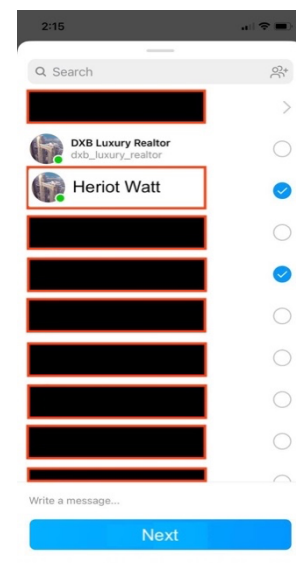 2:15
Search
DXB Luxury Realtor
dxb_luxury_realtor
Heriot Watt
Write a message...
Next